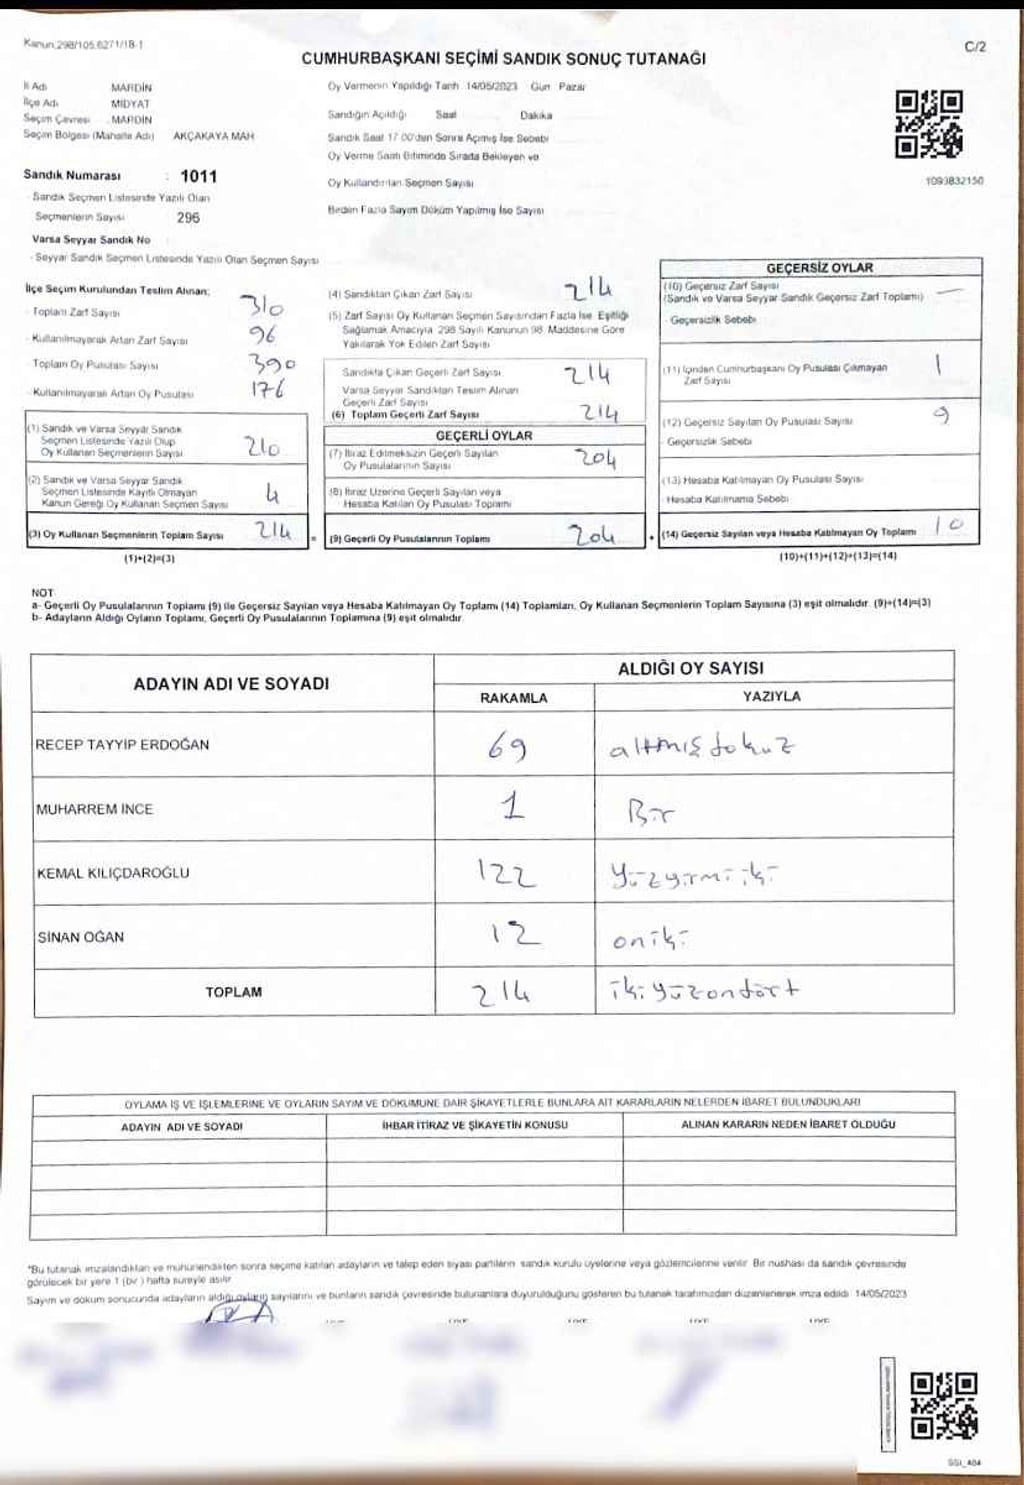 Kanun.298/105.6271/18-1
C/2
CUMHURBAŞKANI SEÇİMİ SANDIK SONUÇ TUTANAĞI
İl Adı MARDİN
İlçe Adı MİDYAT
Seçim Çevresi MARDİN
Seçim Bölgesi (Mahalle Adı) AKÇAKAYA MAH
Sandık Numarası : 1011
- Sandık Seçmen Listesinde Yazılı Olan
Seçmenlerin Sayısı 296
Varsa Seyyar Sandık No
- Seyyar Sandık Seçmen Listesinde Yazılı Olan Seçmen Sayısı
Oy Vermenin Yapıldığı Tarih 14/05/2023 Gün Pazar
Sandığın Açıldığı Saat Dakika
Sandık Saat 17.00'den Sonra Açmış İse Sebebi
Oy Verme Saati Bitiminde Sırada Bekleyen ve
Oy Kullandırılan Seçmen Sayısı
Birden Fazla Sayım Döküm Yapılmış İse Sayısı
1093832150
İlçe Seçim Kurulundan Teslim Alınan:
- Toplam Zarf Sayısı 310
- Kullanılmayarak Artan Zarf Sayısı 96
- Toplam Oy Pusulası Sayısı 390
- Kullanılmayarak Artan Oy Pusulası 176
(1) Sandık ve Varsa Seyyar Sandık
Seçmen Listesinde Yazılı Olup
Oy Kullanan Seçmenlerin Sayısı 210
(2) Sandık ve Varsa Seyyar Sandık
Seçmen Listesinde Kayıtlı Olmayan
Kanun Gereği Oy Kullanan Seçmen Sayısı 4
(3) Oy Kullanan Seçmenlerin Toplam Sayısı 214
(1)+(2)=(3)
(4) Sandıktan Çıkan Zarf Sayısı 214
(5) Zarf Sayısı Oy Kullanan Seçmen Sayısından Fazla İse, Eşitliği
Sağlamak Amacıyla 298 Sayılı Kanunun 98. Maddesine Göre
Yakılarak Yok Edilen Zarf Sayısı
Sandıkta Çıkan Geçerli Zarf Sayısı 214
Varsa Seyyar Sandıktan Teslim Alınan
Geçerli Zarf Sayısı
(6) Toplam Geçerli Zarf Sayısı 214
GEÇERLİ OYLAR
(7) İtiraz Edilmeksizin Geçerli Sayılan
Oy Pusulalarının Sayısı 204
(8) İtiraz Üzerine Geçerli Sayılan veya
Hesaba Katılan Oy Pusulası Toplamı
= (9) Geçerli Oy Pusulalarının Toplamı 204 +
GEÇERSİZ OYLAR
(10) Geçersiz Zarf Sayısı —
(Sandık ve Varsa Seyyar Sandık Geçersiz Zarf Toplamı)
- Geçersizlik Sebebi
(11) İçinden Cumhurbaşkanı Oy Pusulası Çıkmayan
Zarf Sayısı 1
(12) Geçersiz Sayılan Oy Pusulası Sayısı 9
- Geçersizlik Sebebi
(13) Hesaba Katılmayan Oy Pusulası Sayısı
- Hesaba Katılmama Sebebi
(14) Geçersiz Sayılan veya Hesaba Katılmayan Oy Toplamı 10
(10)+(11)+(12)+(13)=(14)
NOT
a- Geçerli Oy Pusulalarının Toplamı (9) ile Geçersiz Sayılan veya Hesaba Katılmayan Oy Toplamı (14) Toplamları, Oy Kullanan Seçmenlerin Toplam Sayısına (3) eşit olmalıdır. (9)+(14)=(3)
b- Adayların Aldığı Oyların Toplamı, Geçerli Oy Pusulalarının Toplamına (9) eşit olmalıdır.
ADAYIN ADI VE SOYADI ALDIĞI OY SAYISI
RAKAMLA YAZIYLA
RECEP TAYYİP ERDOĞAN 69 altmış dokuz
MUHARREM İNCE 1 Bir
KEMAL KILIÇDAROĞLU 122 Yüzyirmi iki
SİNAN OĞAN 12 oniki
TOPLAM 214 ikiyüzondört
OYLAMA İŞ VE İŞLEMLERİNE VE OYLARIN SAYIM VE DÖKÜMÜNE DAİR ŞİKAYETLERLE BUNLARA AİT KARARLARIN NELERDEN İBARET BULUNDUKLARI
ADAYIN ADI VE SOYADI İHBAR İTİRAZ VE ŞİKAYETİN KONUSU ALINAN KARARIN NEDEN İBARET OLDUĞU
*Bu tutanak imzalandıktan ve mühürlendikten sonra seçime katılan adayların ve talep eden siyasi partilerin sandık kurulu üyelerine veya gözlemcilerine verilir. Bir nüshası da sandık çevresinde
görülecek bir yere 1 (bir) hafta süreyle asılır.
Sayım ve döküm sonucunda adayların aldığı oyların sayılarını ve bunların sandık çevresinde bulunanlara duyurulduğunu gösteren bu tutanak tarafımızdan düzenlenerek imza edildi. 14/05/2023